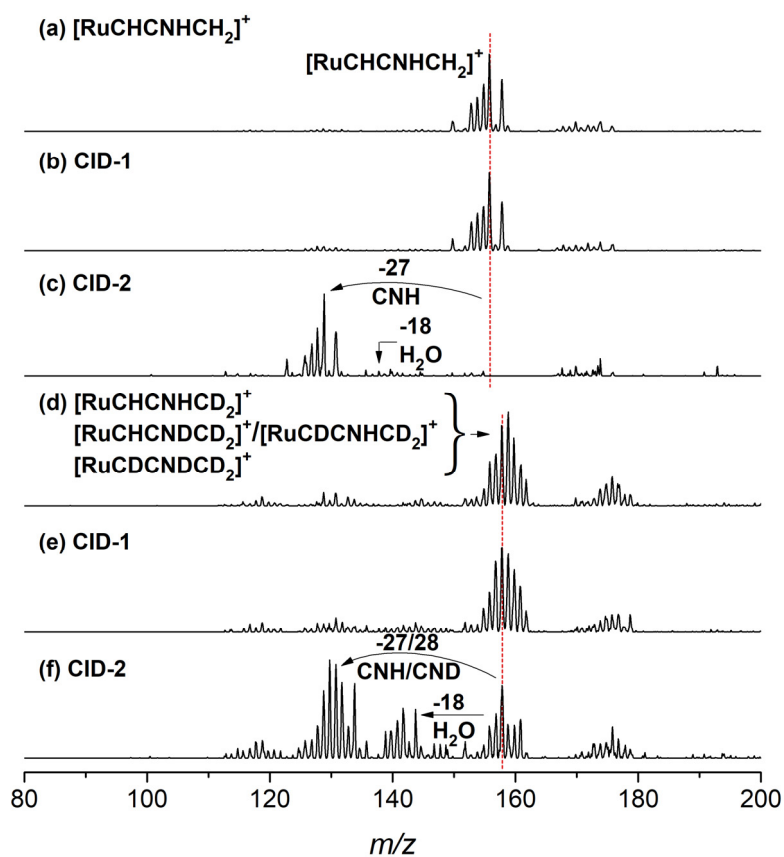 (a) [RuCHCNHCH₂]⁺
[RuCHCNHCH₂]⁺
(b) CID-1
(c) CID-2
-27
CNH
-18
H₂O
(d) [RuCHCNHCD₂]⁺
[RuCHCNDCD₂]⁺/[RuCDCNHCD₂]⁺
[RuCDCNDCD₂]⁺
(e) CID-1
(f) CID-2
-27/28
CNH/CND
-18
H₂O
80 100 120 140 160 180 200
m/z